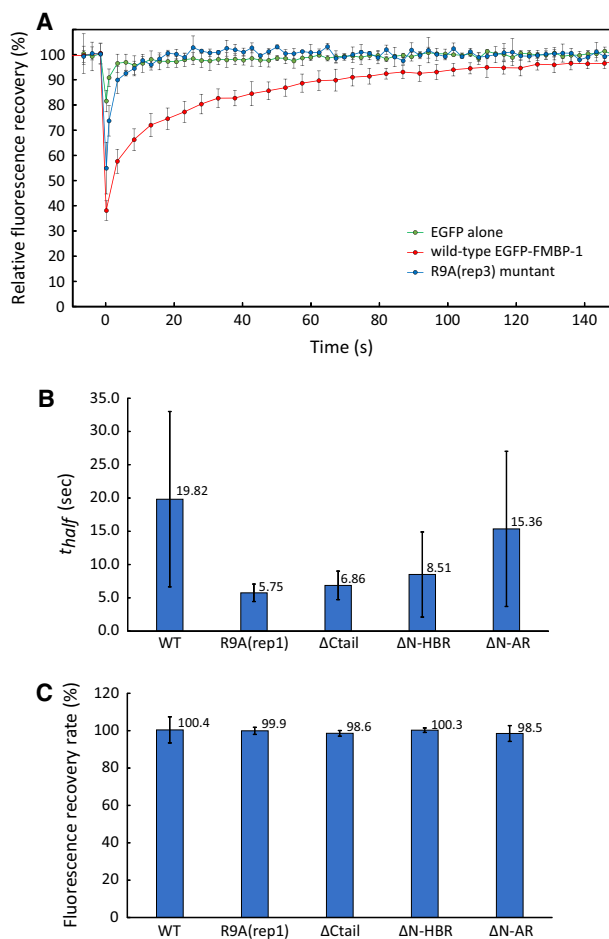 A
Relative fluorescence recovery (%)
100
90
80
70
60
50
40
30
20
10
0
EGFP alone
wild-type EGFP-FMBP-1
R9A(rep3) muntant
0 20 40 60 80 100 120 140
Time (s)
B
t half (sec)
35.0
30.0
25.0
20.0
15.0
10.0
5.0
0.0
19.82
5.75
6.86
8.51
15.36
WT R9A(rep1) ΔCtail ΔN-HBR ΔN-AR
C
Fluorescence recovery rate (%)
120
100
80
60
40
20
0
100.4
99.9
98.6
100.3
98.5
WT R9A(rep1) ΔCtail ΔN-HBR ΔN-AR